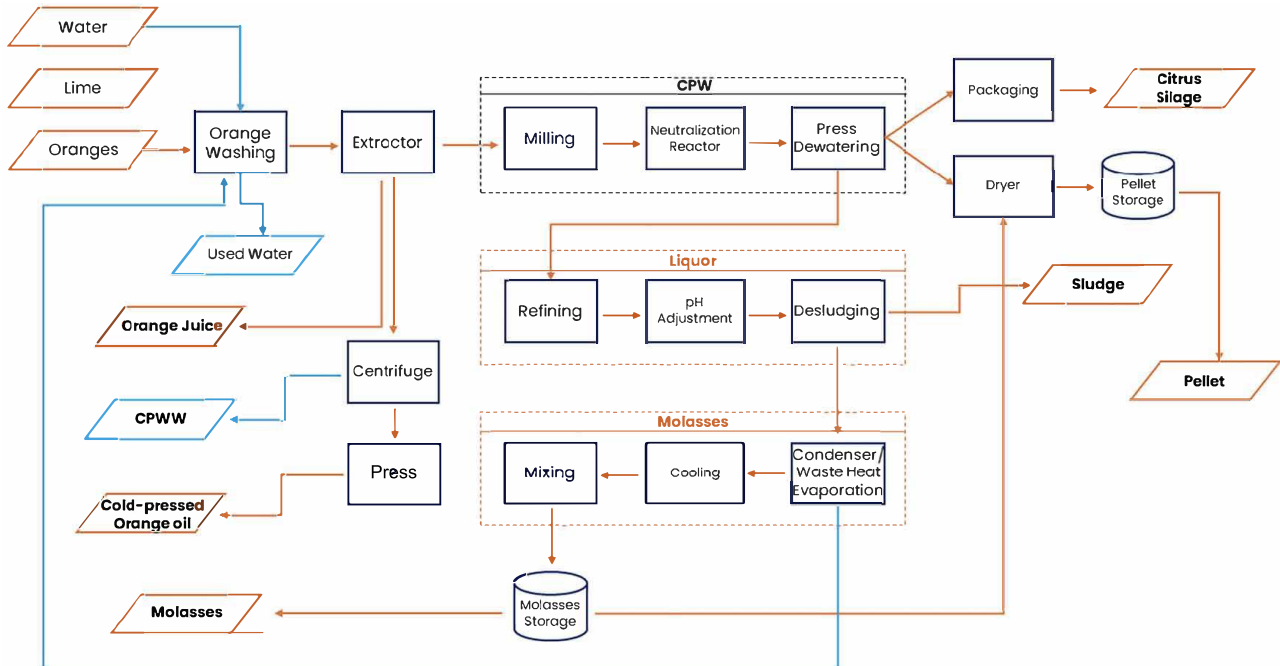 Water
Lime
Oranges
Orange
Washing
Extractor
CPW
Milling
Neutralization
Reactor
Press
Dewatering
Packaging
Citrus
Silage
Dryer
Pellet
Storage
Used Water
Liquor
Refining
pH
Adjustment
Desludging
Sludge
Orange Juice
Centrifuge
Pellet
CPWW
Molasses
Mixing
Cooling
Condenser/
Waste Heat
Evaporation
Press
Cold-pressed
Orange oil
Molasses
Molasses
Storage